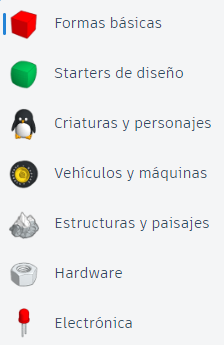 Formas básicas
Starters de diseño
Criaturas y personajes
Vehículos y máquinas
Estructuras y paisajes
Hardware
Electrónica